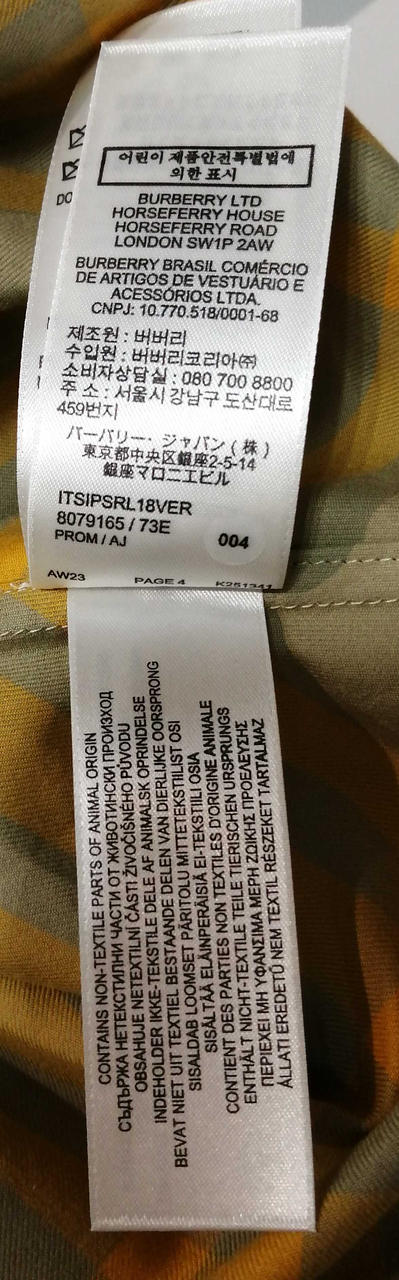 DO
어린이 제품안전특별법에
의한 표시
BURBERRY LTD
HORSEFERRY HOUSE
HORSEFERRY ROAD
LONDON SW1P 2AW
BURBERRY BRASIL COMÉRCIO
DE ARTIGOS DE VESTUÁRIO E
ACESSÓRIOS LTDA.
CNPJ: 10.770.518/0001-68
제조원 : 버버리
수입원 : 버버리코리아㈜
소비자상담실 : 080 700 8800
주 소 : 서울시 강남구 도산대로
459번지
バーバリー・ジャパン(株)
東京都中央区銀座2-5-14
銀座マロニエビル
ITSIPSRL18VER
8079165 / 73E
PROM / AJ
004
AW23 PAGE 4 K251341
CONTAINS NON-TEXTILE PARTS OF ANIMAL ORIGIN
СЪДЪРЖА НЕТЕКСТИЛНИ ЧАСТИ ОТ ЖИВОТИНСКИ ПРОИЗХОД
OBSAHUJE NETEXTILNÍ ČÁSTI ŽIVOČIŠNÉHO PŮVODU
INDEHOLDER IKKE-TEKSTILE DELE AF ANIMALSK OPRINDELSE
BEVAT NIET UIT TEXTIEL BESTAANDE DELEN VAN DIERLIJKE OORSPRONG
SISALDAB LOOMSET PÄRITOLU MITTETEKSTIILIST OSI
SISÄLTÄÄ ELÄINPERÄISIÄ EI-TEKSTIILI OSIA
CONTIENT DES PARTIES NON TEXTILES D'ORIGINE ANIMALE
ENTHÄLT NICHT-TEXTILE TEILE TIERISCHEN URSPRUNGS
ΠΕΡΙΕΧΕΙ ΜΗ ΥΦΑΝΣΙΜΑ ΜΕΡΗ ΖΩΙΚΗΣ ΠΡΟΕΛΕΥΣΗΣ
ÁLLATI EREDETŰ NEM TEXTIL RÉSZEKET TARTALMAZ